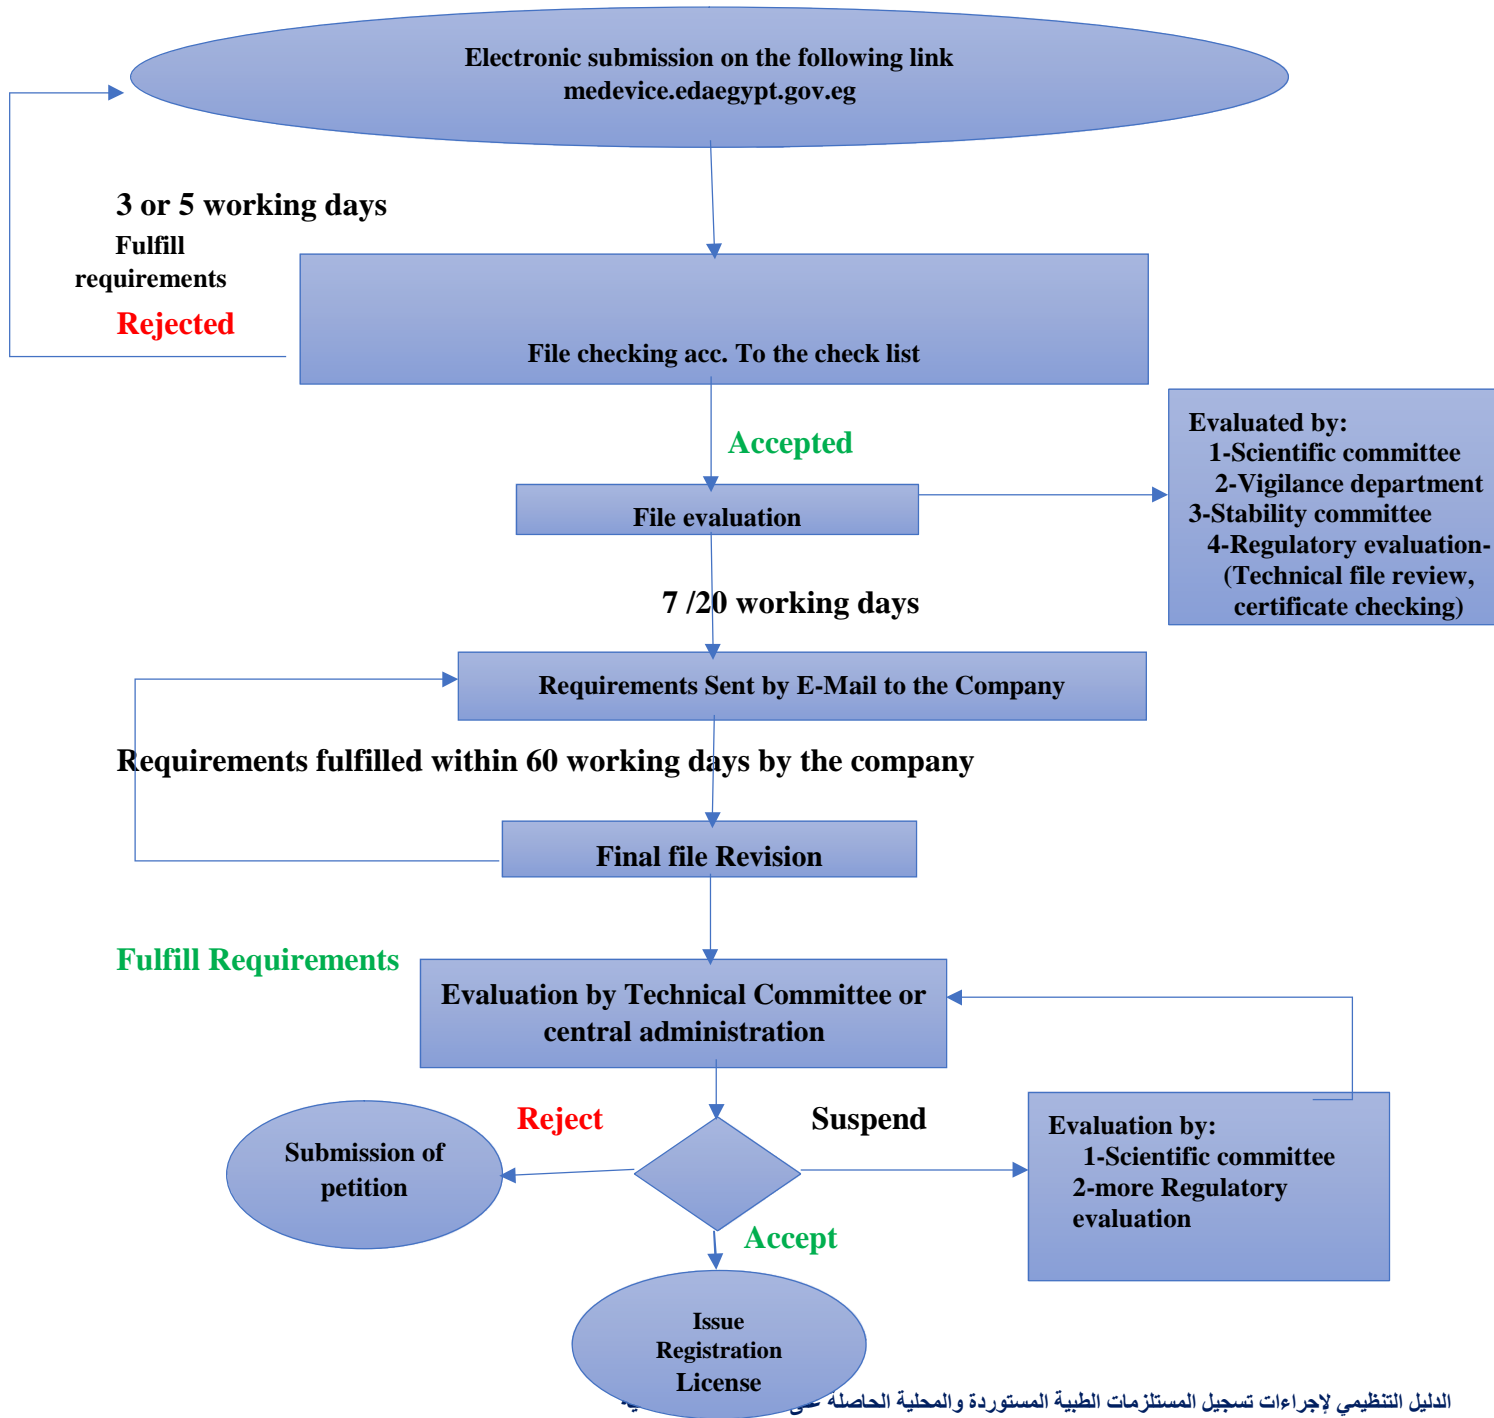 Electronic submission on the following link
medevice.edaegypt.gov.eg
3 or 5 working days
Fulfill
requirements
Rejected
File checking acc. To the check list
Accepted
Evaluated by:
1-Scientific committee
2-Vigilance department
3-Stability committee
4-Regulatory evaluation-
(Technical file review,
certificate checking)
File evaluation
7 /20 working days
Requirements Sent by E-Mail to the Company
Requirements fulfilled within 60 working days by the company
Final file Revision
Fulfill Requirements
Evaluation by Technical Committee or
central administration
Reject
Suspend
Submission of
petition
Evaluation by:
1-Scientific committee
2-more Regulatory
evaluation
Accept
Issue
Registration
License
الدليل التنظيمي لإجراءات تسجيل المستلزمات الطبية المستوردة والمحلية الحاصلة